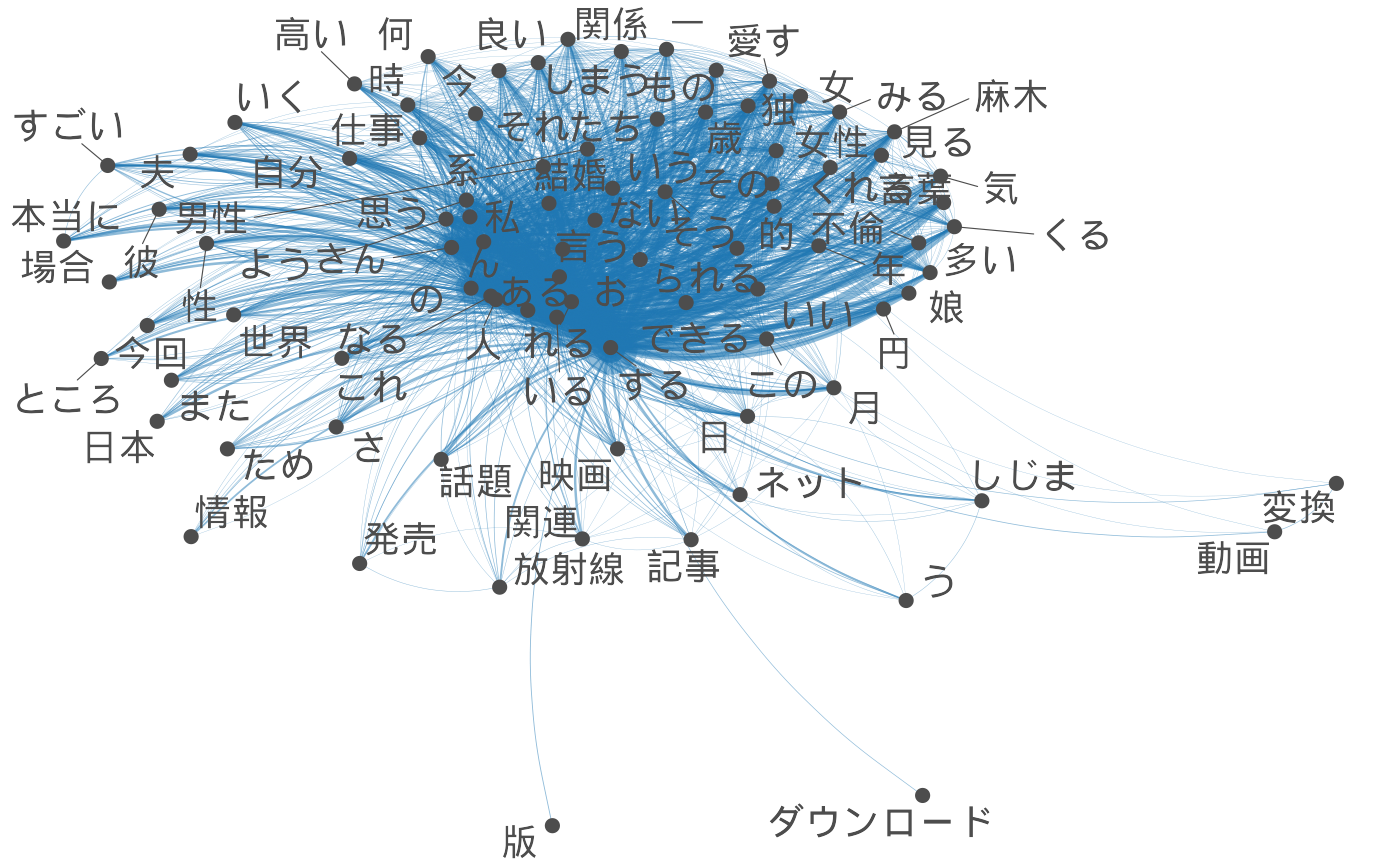 高い
何
良い
関係
一
愛す
時
今
しまう
もの
女
みる
麻木
いく
独
すごい
仕事
それ
たち
歳
女性
見る
夫
自分
系
結婚
いう
その
くれる
言葉
気
本当に
男性
思う
私
ない
そう
的
不倫
くる
場合
彼
よう
さん
ん
言う
られる
年
多い
性
の
ある
お
いい
娘
今回
世界
なる
人
れる
できる
円
ところ
また
これ
いる
する
この
月
日本
ため
さ
話題
映画
日
ネット
しじま
変換
情報
発売
関連
放射線
記事
う
動画
版
ダウンロード